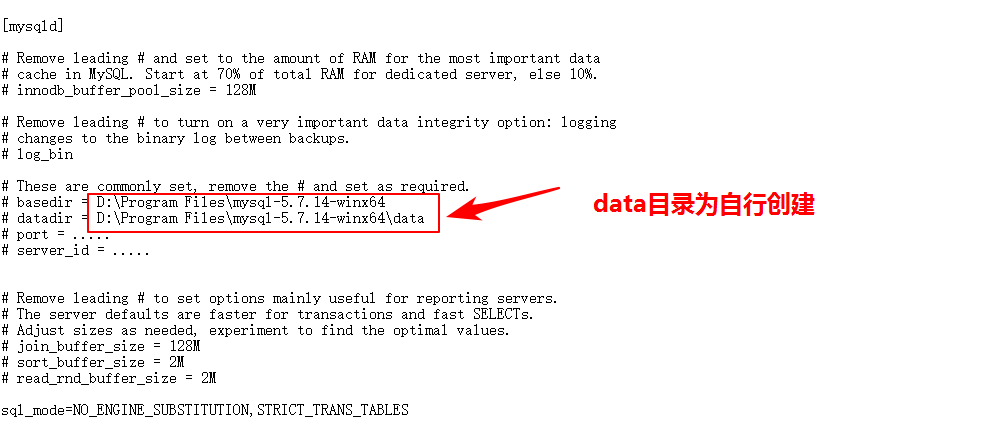 [mysqld]
# Remove leading # and set to the amount of RAM for the most important data
# cache in MySQL. Start at 70% of total RAM for dedicated server, else 10%.
# innodb_buffer_pool_size = 128M
# Remove leading # to turn on a very important data integrity option: logging
# changes to the binary log between backups.
# log_bin
# These are commonly set, remove the # and set as required.
# basedir = D:\Program Files\mysql-5.7.14-winx64
# datadir = D:\Program Files\mysql-5.7.14-winx64\data
data目录为自行创建
# port = .....
# server_id = .....
# Remove leading # to set options mainly useful for reporting servers.
# The server defaults are faster for transactions and fast SELECTs.
# Adjust sizes as needed, experiment to find the optimal values.
# join_buffer_size = 128M
# sort_buffer_size = 2M
# read_rnd_buffer_size = 2M
sql_mode=NO_ENGINE_SUBSTITUTION,STRICT_TRANS_TABLES